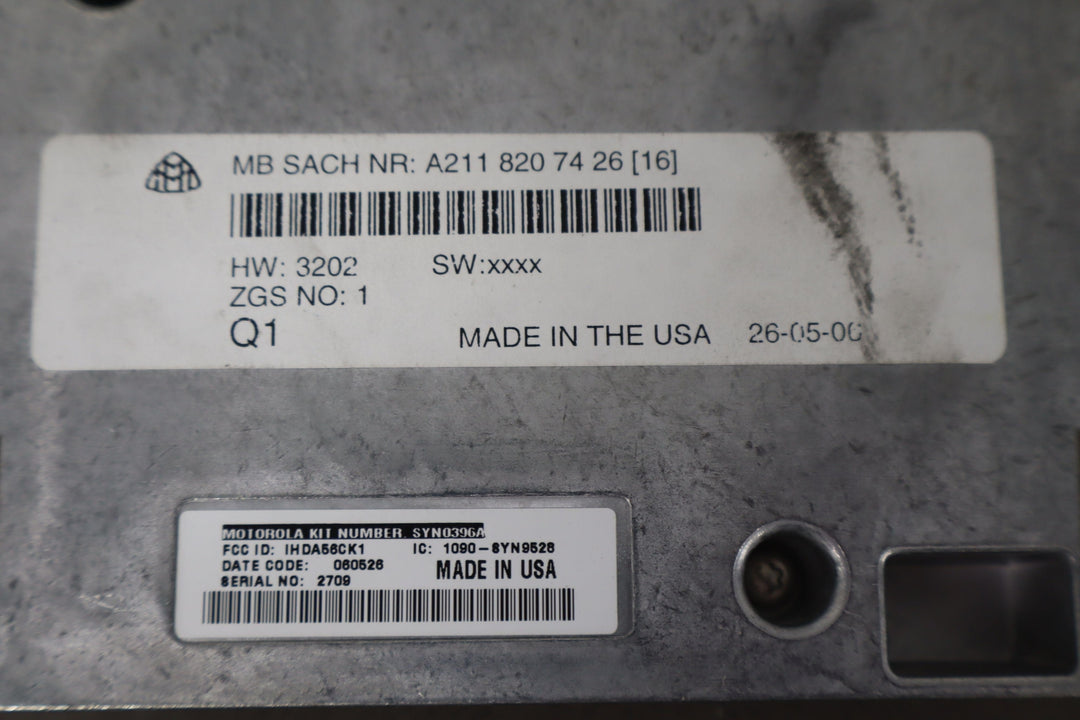 MB SACH NR: A211 820 74 26 [16]
HW: 3202 SW:xxxx
ZGS NO: 1
Q1 MADE IN THE USA 26-05-06
MOTOROLA KIT NUMBER SYN0396A
FCC ID: IHDA56CK1 IC: 1090-SYN9526
DATE CODE: 060526
SERIAL NO: 2709 MADE IN USA